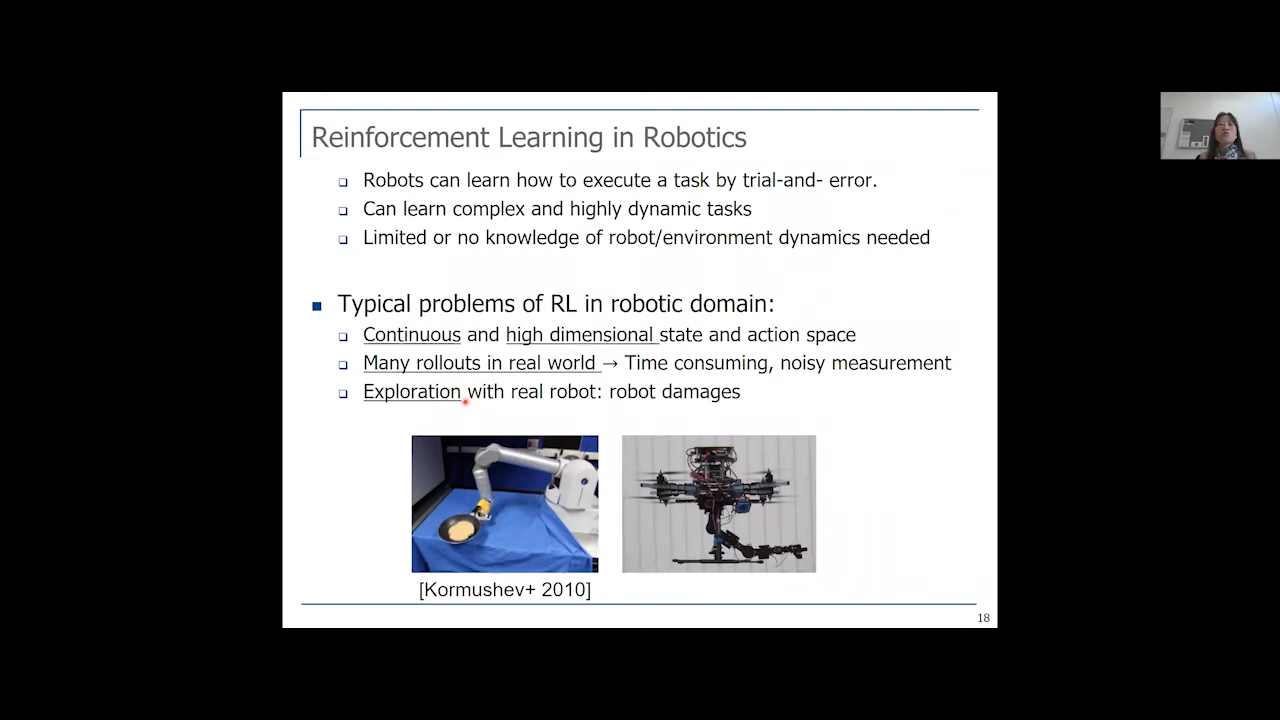 Reinforcement Learning in Robotics
Robots can learn how to execute a task by trial-and- error.
Can learn complex and highly dynamic tasks
Limited or no knowledge of robot/environment dynamics needed
Typical problems of RL in robotic domain:
Continuous and high dimensional state and action space
Many rollouts in real world → Time consuming, noisy measurement
Exploration with real robot: robot damages
[Kormushev+ 2010]
18